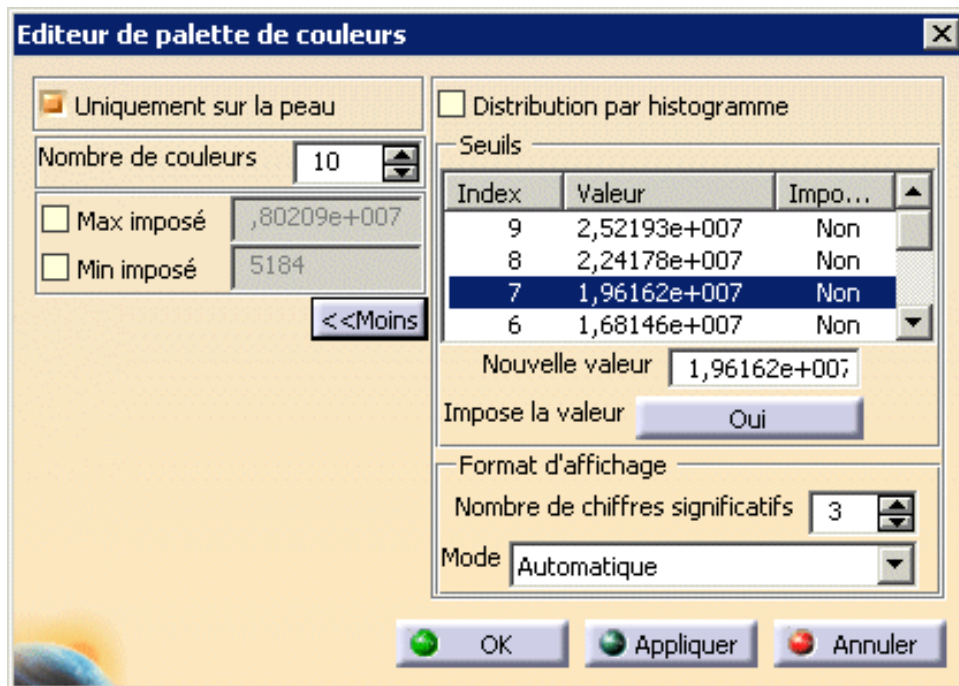 Editeur de palette de couleurs
Uniquement sur la peau
Nombre de couleurs 10
Max imposé ,80209e+007
Min imposé 5184
<<Moins
Distribution par histogramme
Seuils
Index Valeur Impo...
9 2,52193e+007 Non
8 2,24178e+007 Non
7 1,96162e+007 Non
6 1,68146e+007 Non
Nouvelle valeur 1,96162e+007
Impose la valeur Oui
Format d'affichage
Nombre de chiffres significatifs 3
Mode Automatique
OK Appliquer Annuler